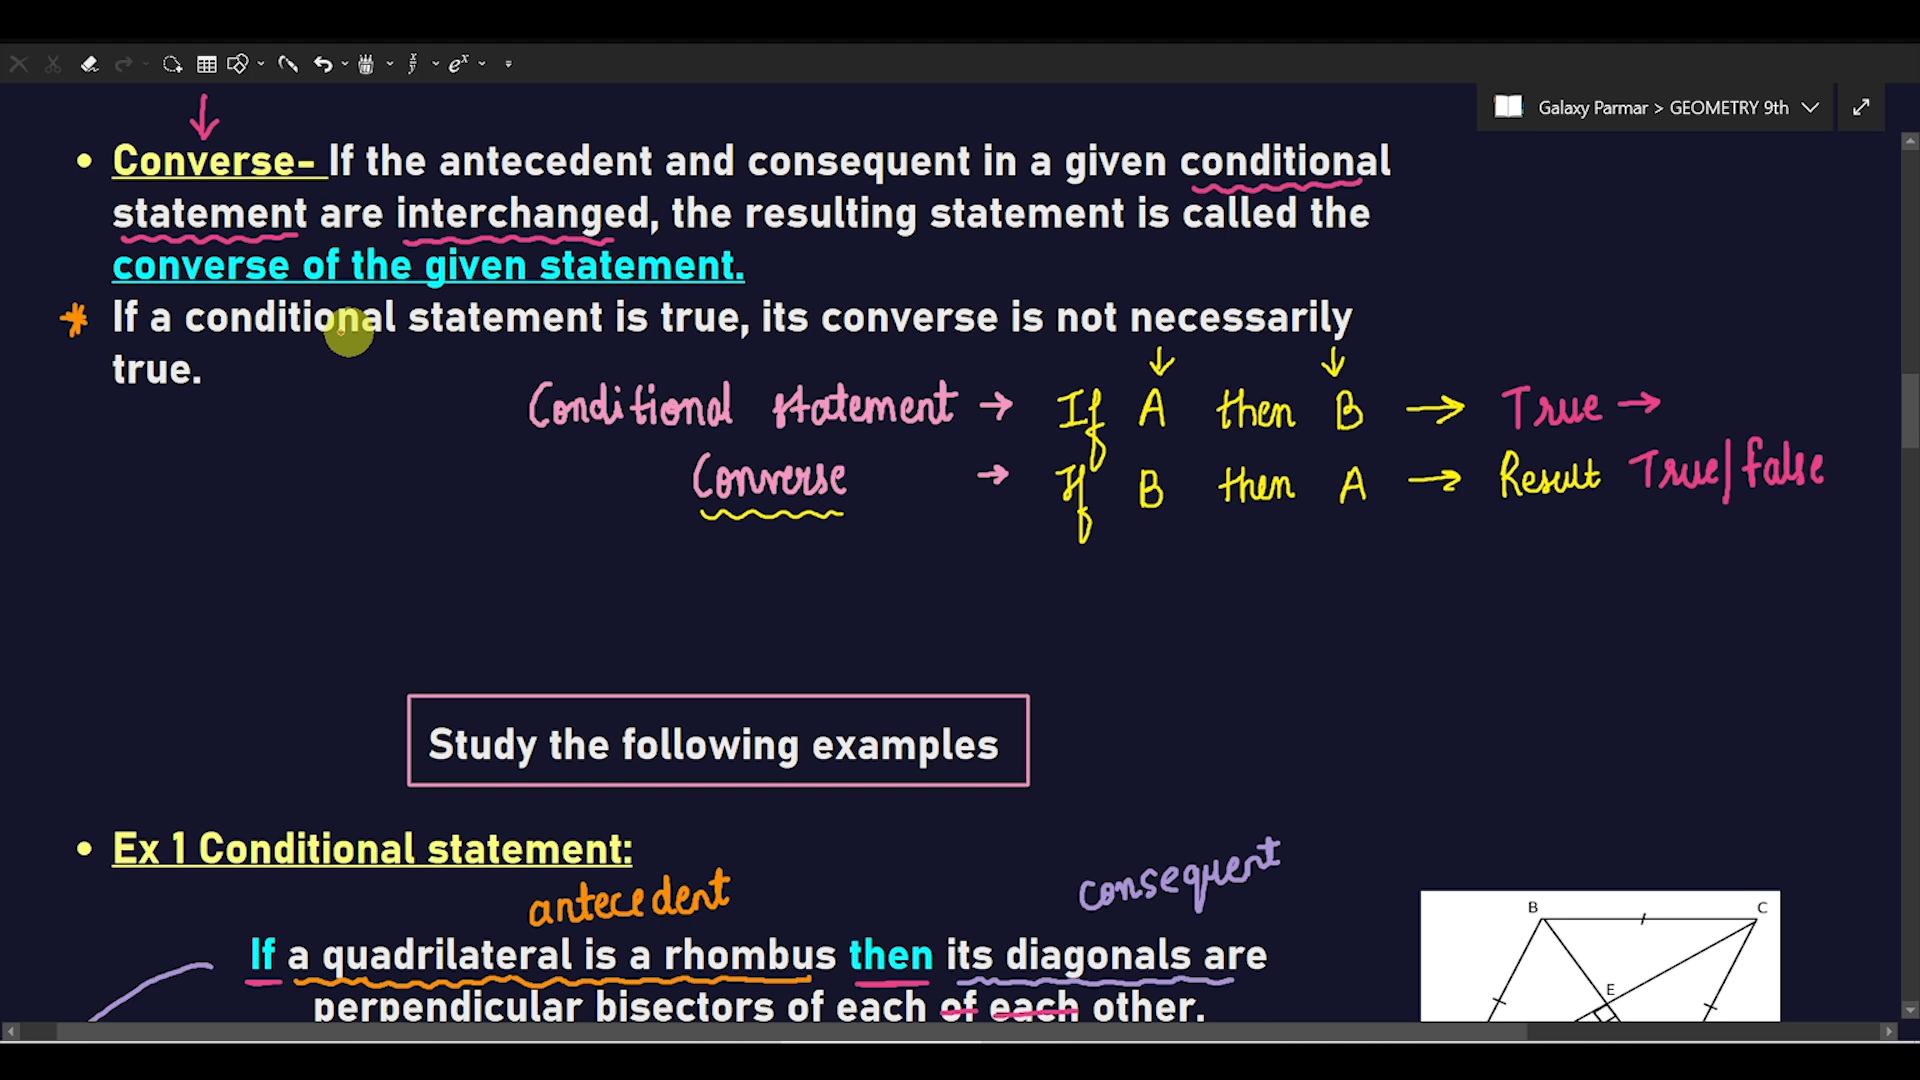 Galaxy Parmar > GEOMETRY 9th
• Converse- If the antecedent and consequent in a given conditional
statement are interchanged, the resulting statement is called the
converse of the given statement.
* If a conditional statement is true, its converse is not necessarily
true.
Conditional statement → If A then B → True →
Converse → If B then A → Result True/false
Study the following examples
• Ex 1 Conditional statement:
antecedent consequent
If a quadrilateral is a rhombus then its diagonals are
perpendicular bisectors of each of each other.
B C
E